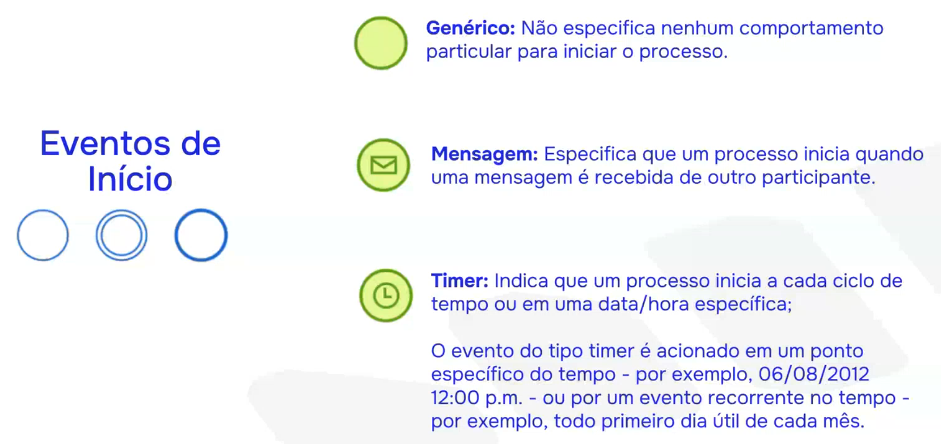 Eventos de
Início
Genérico: Não especifica nenhum comportamento
particular para iniciar o processo.
Mensagem: Especifica que um processo inicia quando
uma mensagem é recebida de outro participante.
Timer: Indica que um processo inicia a cada ciclo de
tempo ou em uma data/hora específica;
O evento do tipo timer é acionado em um ponto
específico do tempo - por exemplo, 06/08/2012
12:00 p.m. - ou por um evento recorrente no tempo -
por exemplo, todo primeiro dia útil de cada mês.